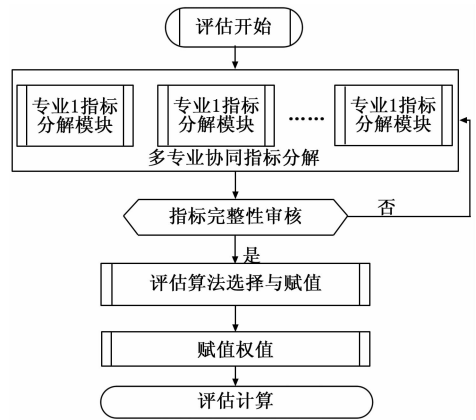 评估开始
专业1指标
分解模块
专业1指标
分解模块
……
专业1指标
分解模块
多专业协同指标分解
指标完整性审核
否
是
评估算法选择与赋值
赋值权值
评估计算